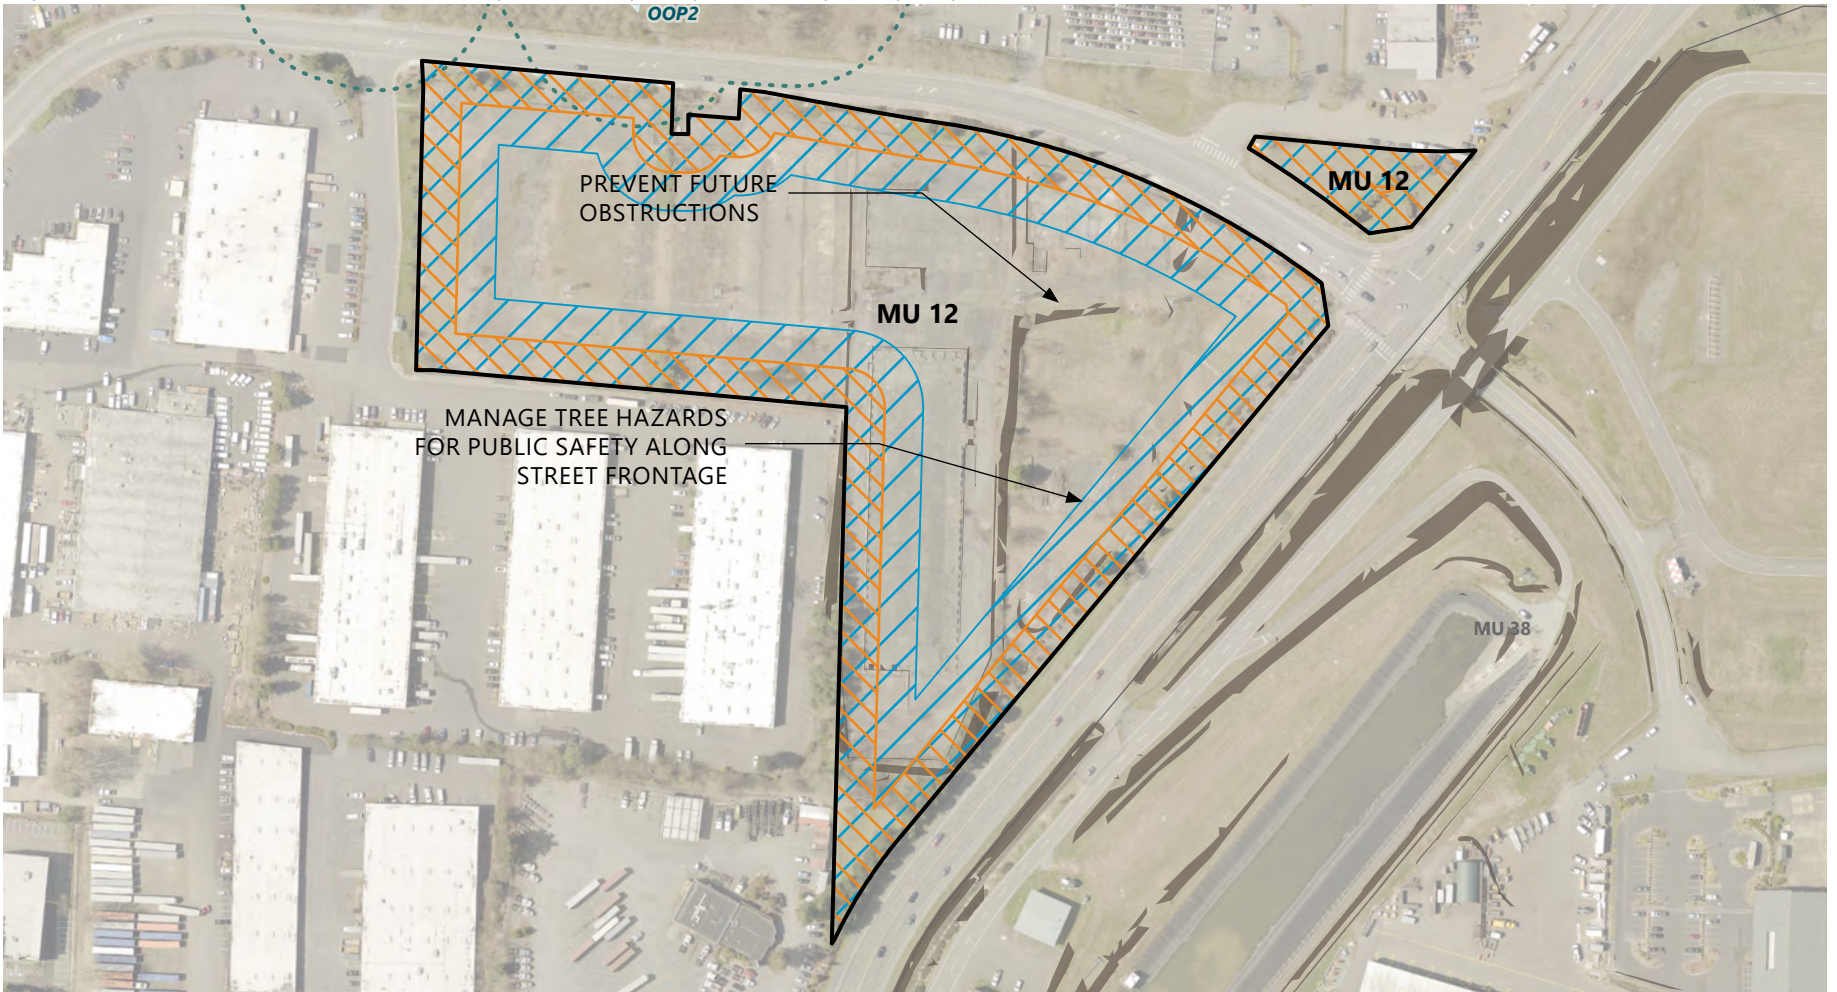 OOP2
MU 12
PREVENT FUTURE
OBSTRUCTIONS
MU 12
MANAGE TREE HAZARDS
FOR PUBLIC SAFETY ALONG
STREET FRONTAGE
MU 38